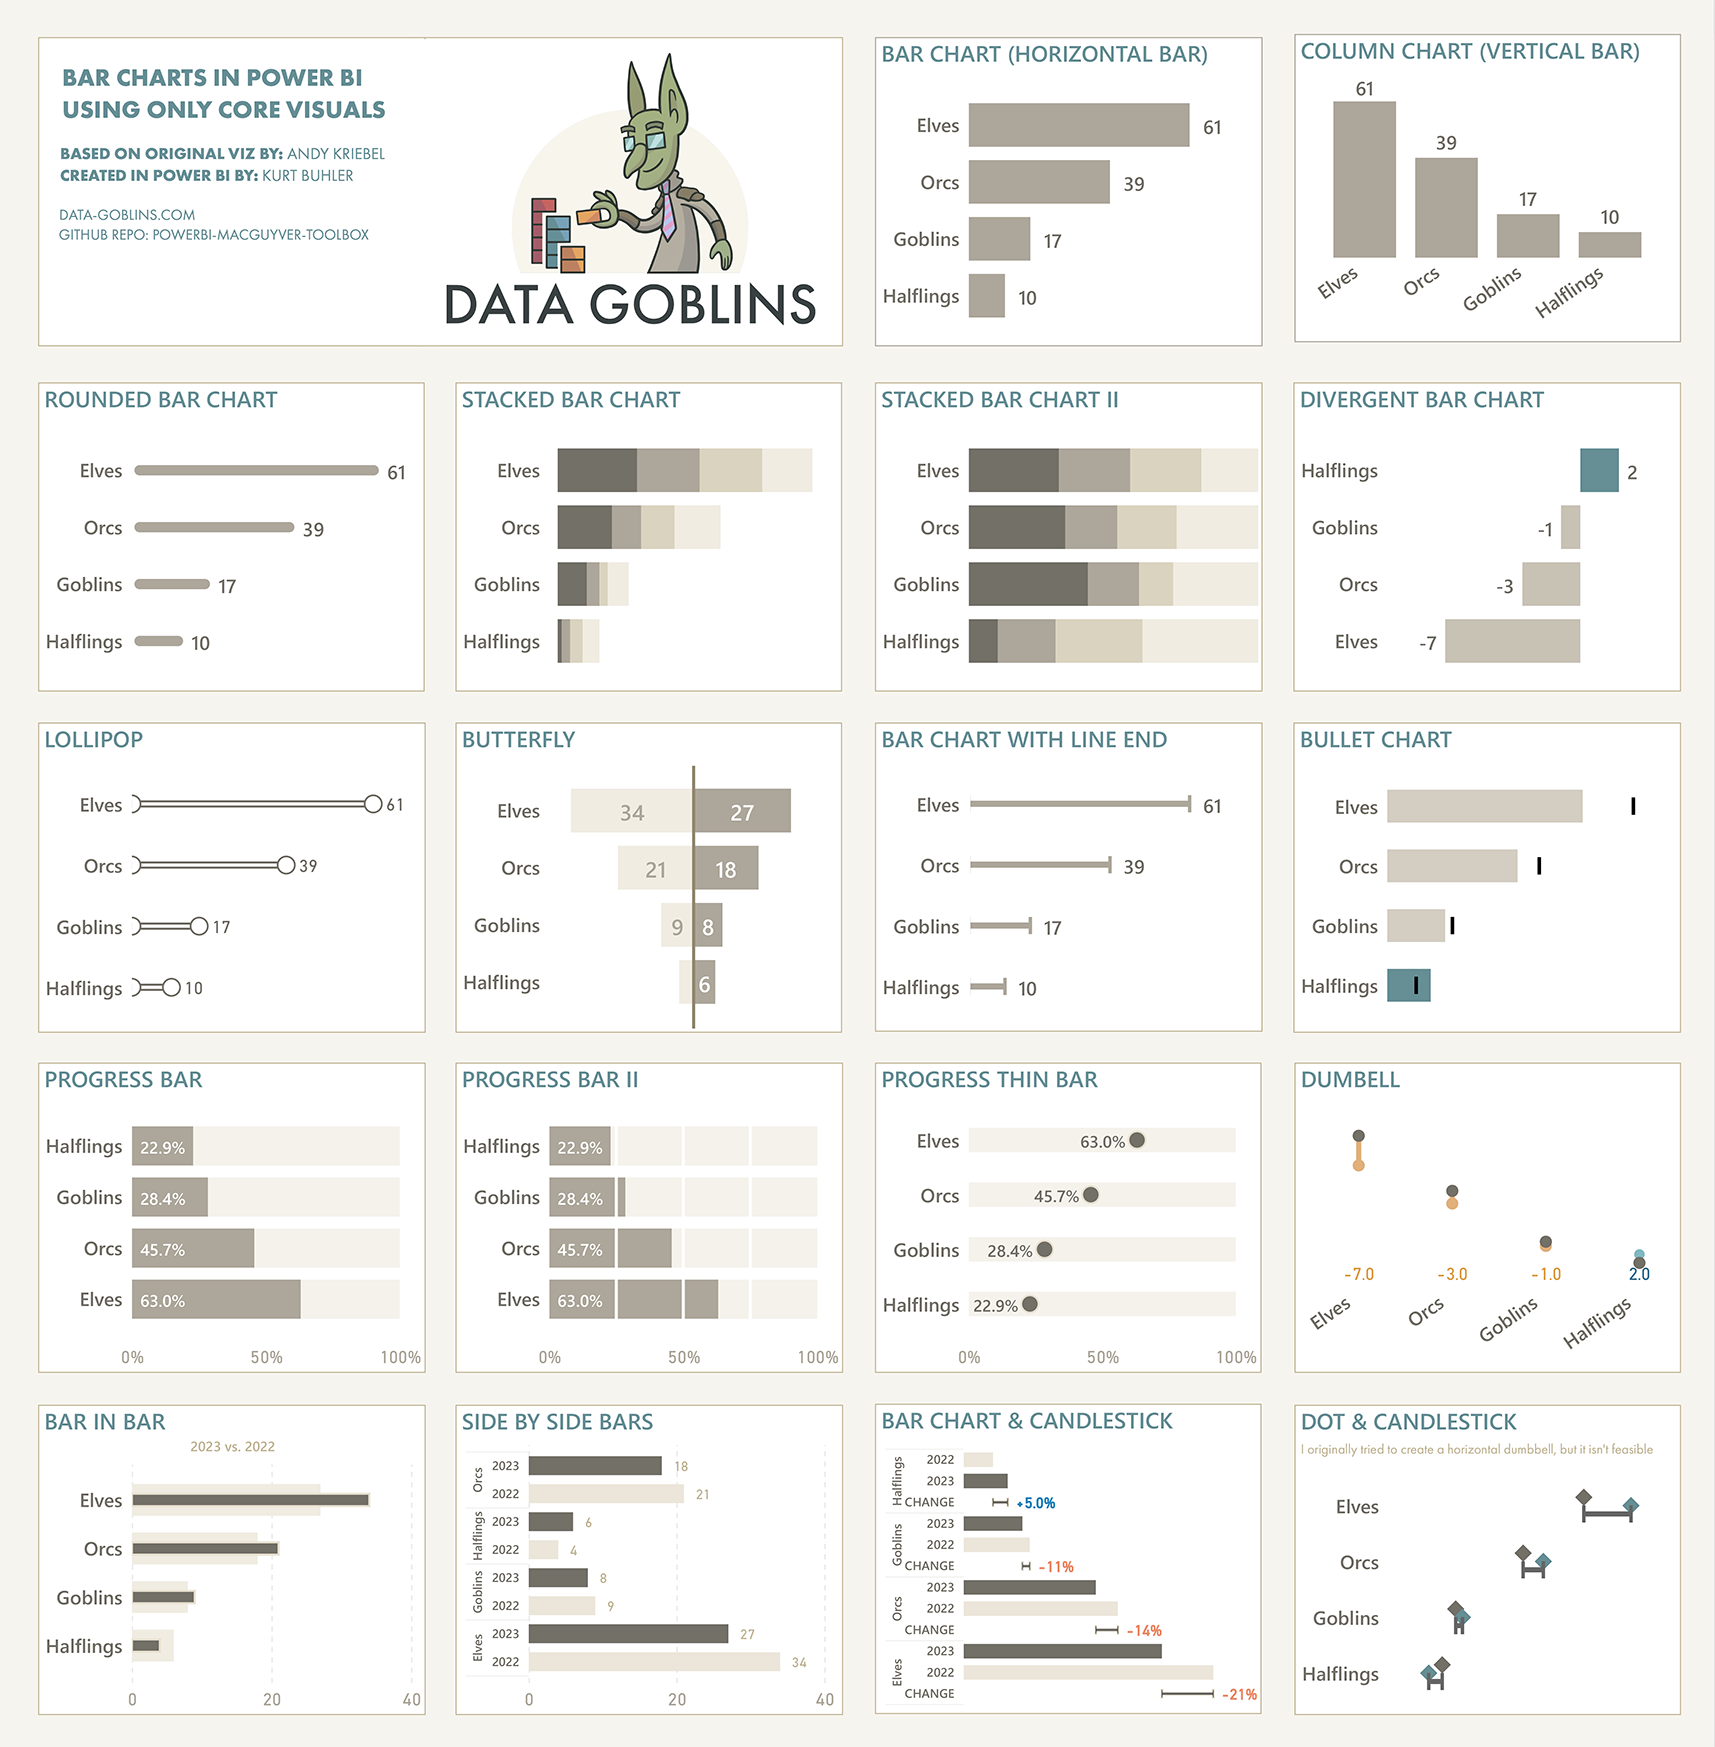 BAR CHARTS IN POWER BI
USING ONLY CORE VISUALS
BASED ON ORIGINAL VIZ BY: ANDY KRIEBEL
CREATED IN POWER BI BY: KURT BUHLER
DATA-GOBLINS.COM
GITHUB REPO: POWERBI-MACGUYVER-TOOLBOX
DATA GOBLINS
BAR CHART (HORIZONTAL BAR)
Elves 61
Orcs 39
Goblins 17
Halflings 10
COLUMN CHART (VERTICAL BAR)
61
39
17
10
Elves Orcs Goblins Halflings
ROUNDED BAR CHART
Elves 61
Orcs 39
Goblins 17
Halflings 10
STACKED BAR CHART
Elves
Orcs
Goblins
Halflings
STACKED BAR CHART II
Elves
Orcs
Goblins
Halflings
DIVERGENT BAR CHART
Halflings 2
Goblins -1
Orcs -3
Elves -7
LOLLIPOP
Elves 61
Orcs 39
Goblins 17
Halflings 10
BUTTERFLY
Elves 34 27
Orcs 21 18
Goblins 9 8
Halflings 6
BAR CHART WITH LINE END
Elves 61
Orcs 39
Goblins 17
Halflings 10
BULLET CHART
Elves
Orcs
Goblins
Halflings
PROGRESS BAR
Halflings 22.9%
Goblins 28.4%
Orcs 45.7%
Elves 63.0%
0% 50% 100%
PROGRESS BAR II
Halflings 22.9%
Goblins 28.4%
Orcs 45.7%
Elves 63.0%
0% 50% 100%
PROGRESS THIN BAR
Elves 63.0%
Orcs 45.7%
Goblins 28.4%
Halflings 22.9%
0% 50% 100%
DUMBELL
-7.0 -3.0 -1.0 2.0
Elves Orcs Goblins Halflings
BAR IN BAR
2023 vs. 2022
Elves
Orcs
Goblins
Halflings
0 20 40
SIDE BY SIDE BARS
Orcs
2023 18
2022 21
Halflings
2023 6
2022 4
Goblins
2023 8
2022 9
Elves
2023 27
2022 34
0 20 40
BAR CHART & CANDLESTICK
Halflings
2022
2023
CHANGE +5.0%
Goblins
2023
2022
CHANGE -11%
Orcs
2023
2022
CHANGE -14%
Elves
2023
2022
CHANGE -21%
DOT & CANDLESTICK
I originally tried to create a horizontal dumbbell, but it isn't feasible
Elves
Orcs
Goblins
Halflings